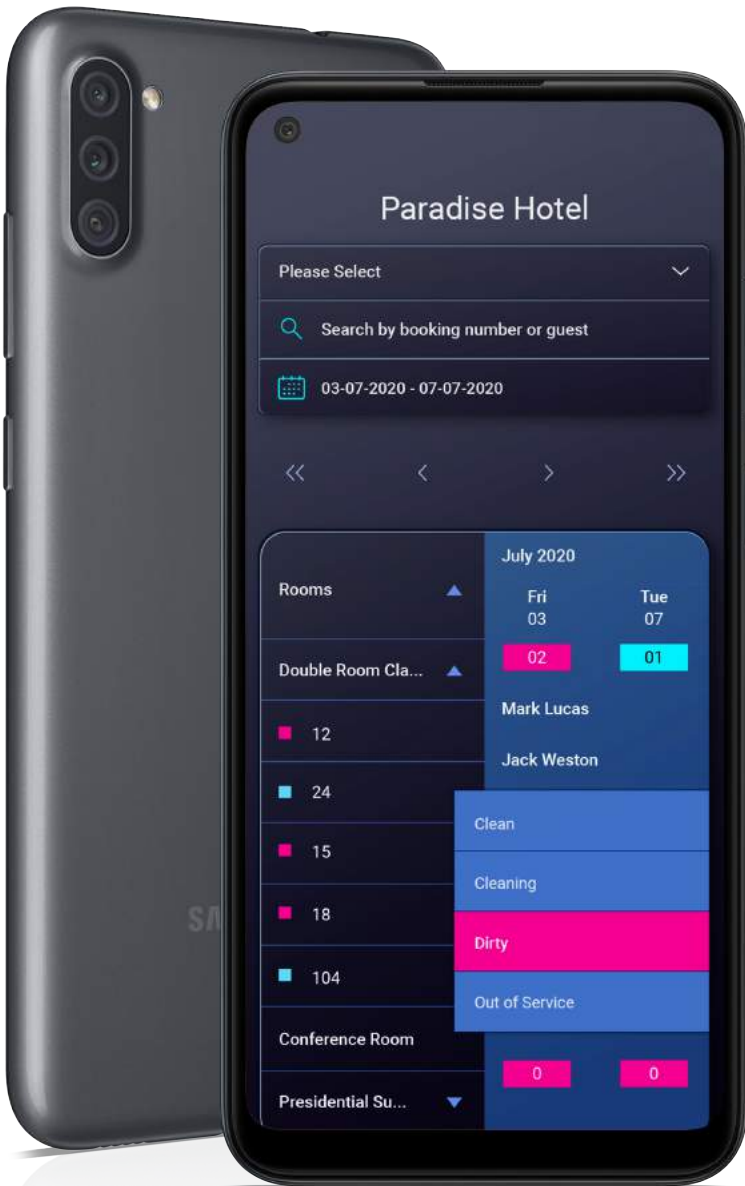 Paradise Hotel
Please Select
Search by booking number or guest
03-07-2020 - 07-07-2020
<< < > >>
Rooms
July 2020
Fri Tue
03 07
02 01
Double Room Cla...
Mark Lucas
12
Jack Weston
24
Clean
15
Cleaning
18
Dirty
104
Out of Service
Conference Room
0 0
Presidential Su...